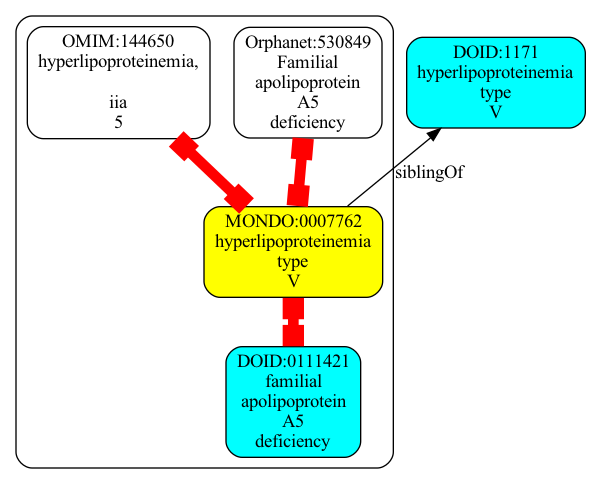 OMIM:144650
hyperlipoproteinemia,
iia
5
Orphanet:530849
Familial
apolipoprotein
A5
deficiency
DOID:1171
hyperlipoproteinemia
type
V
siblingOf
MONDO:0007762
hyperlipoproteinemia
type
V
DOID:0111421
familial
apolipoprotein
A5
deficiency